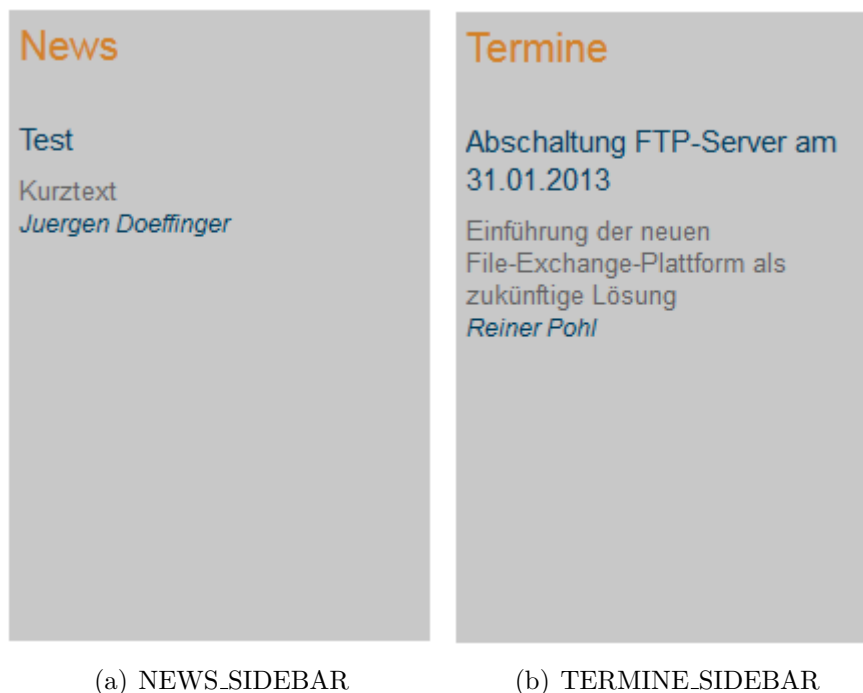 News
Test
Kurztext
Juergen Doeffinger
(a) NEWS_SIDEBAR
Termine
Abschaltung FTP-Server am
31.01.2013
Einführung der neuen
File-Exchange-Plattform als
zukünftige Lösung
Reiner Pohl
(b) TERMINE_SIDEBAR